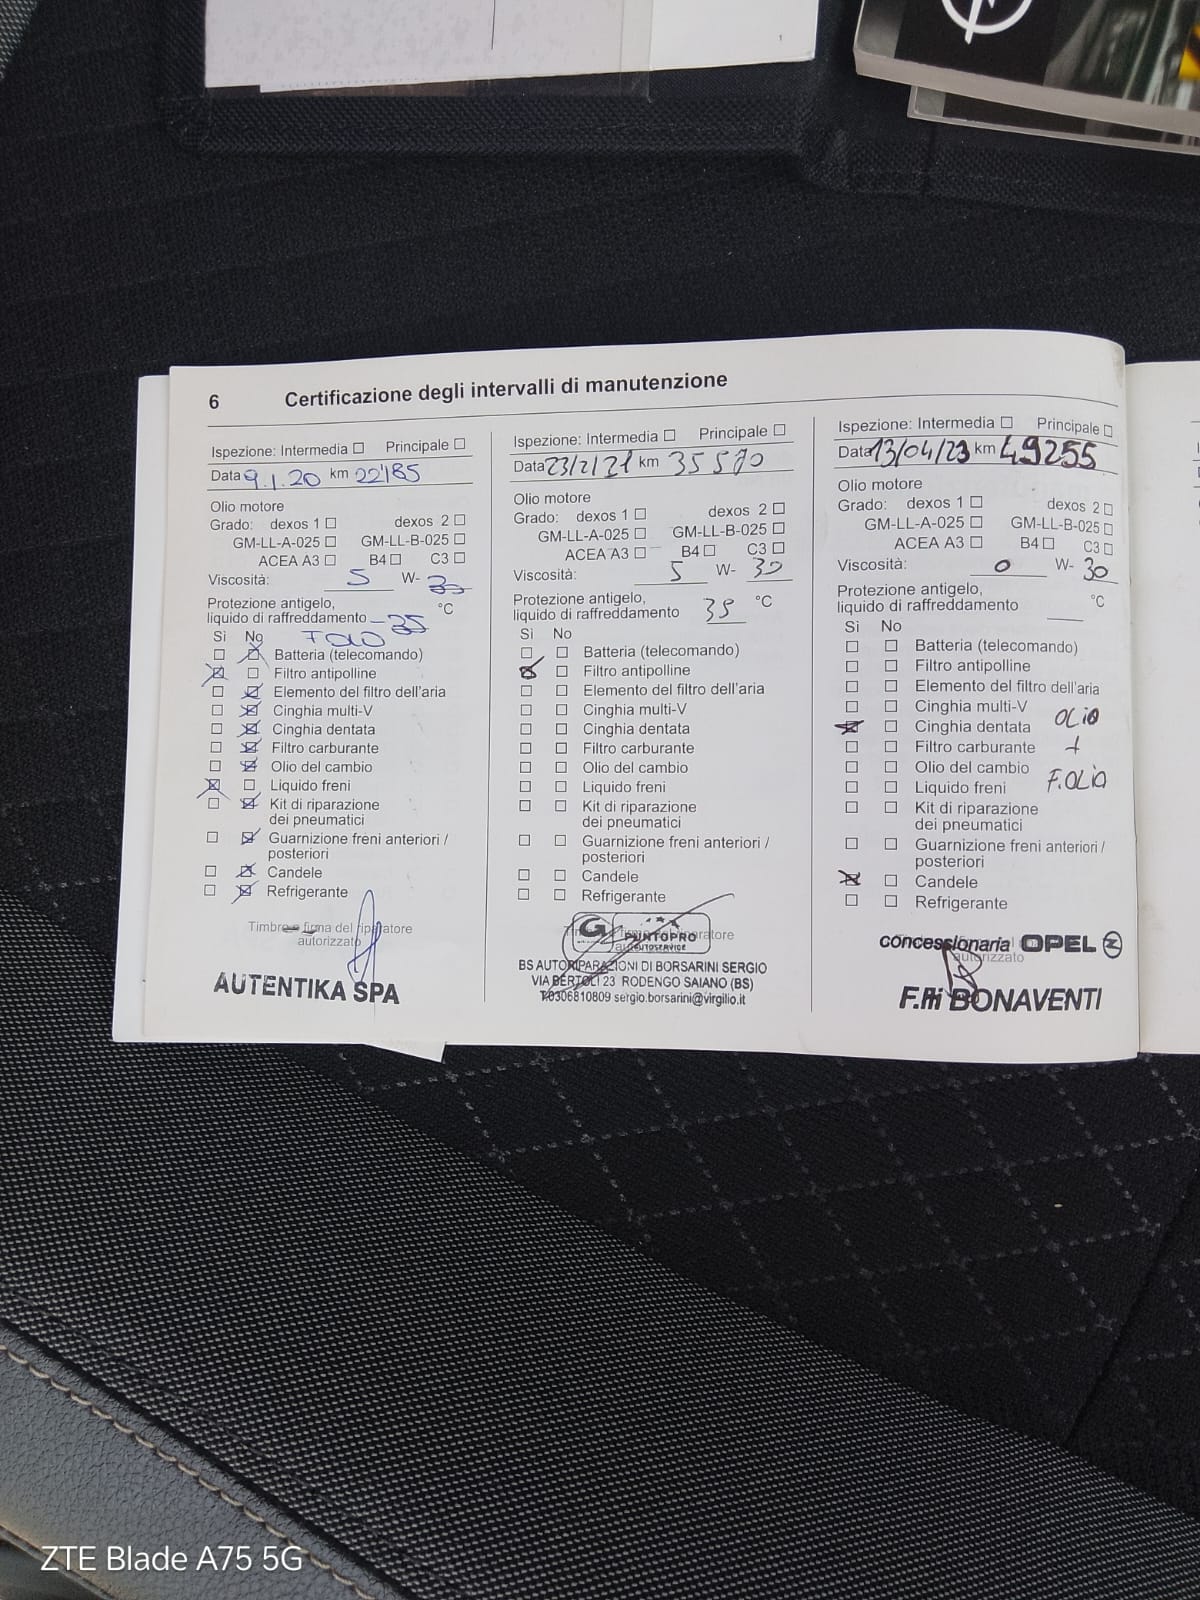 6 Certificazione degli intervalli di manutenzione
Ispezione: Intermedia ☐ Principale ☐
Data 9.1.20 km 22185
Olio motore
Grado: dexos 1 ☐ dexos 2 ☐
GM-LL-A-025 ☐ GM-LL-B-025 ☐
ACEA A3 ☐ B4 ☐ C3 ☐
Viscosità: 5 W- 30
Protezione antigelo, °C
liquido di raffreddamento -35
Sì No
☐ ☒ Batteria (telecomando)
☒ ☐ Filtro antipolline
☐ ☒ Elemento del filtro dell'aria
☐ ☒ Cinghia multi-V
☐ ☒ Cinghia dentata
☐ ☒ Filtro carburante
☐ ☒ Olio del cambio
☒ ☐ Liquido freni
☐ ☒ Kit di riparazione
dei pneumatici
☐ ☒ Guarnizione freni anteriori /
posteriori
☐ ☒ Candele
☐ ☒ Refrigerante
Timbro e firma del riparatore
autorizzato
AUTENTIKA SPA
Ispezione: Intermedia ☐ Principale ☐
Data 23/2/21 km 35570
Olio motore
Grado: dexos 1 ☐ dexos 2 ☐
GM-LL-A-025 ☐ GM-LL-B-025 ☐
ACEA A3 ☐ B4 ☐ C3 ☐
Viscosità: 5 W- 30
Protezione antigelo,
liquido di raffreddamento 35 °C
Sì No
☐ ☐ Batteria (telecomando)
☒ ☐ Filtro antipolline
☐ ☐ Elemento del filtro dell'aria
☐ ☐ Cinghia multi-V
☐ ☐ Cinghia dentata
☐ ☐ Filtro carburante
☐ ☐ Olio del cambio
☐ ☐ Liquido freni
☐ ☐ Kit di riparazione
dei pneumatici
☐ ☐ Guarnizione freni anteriori /
posteriori
☐ ☐ Candele
☐ ☐ Refrigerante
G PUNTOPRO
AUTOSERVICE
BS AUTORIPARAZIONI DI BORSARINI SERGIO
VIA BERTOLI 23 RODENGO SAIANO (BS)
T.0306810809 sergio.borsarini@virgilio.it
Ispezione: Intermedia ☐ Principale ☐
Data 13/04/23 km 49255
Olio motore
Grado: dexos 1 ☐ dexos 2 ☐
GM-LL-A-025 ☐ GM-LL-B-025 ☐
ACEA A3 ☐ B4 ☐ C3 ☐
Viscosità: 0 W- 30
Protezione antigelo, °C
liquido di raffreddamento
Sì No
☐ ☐ Batteria (telecomando)
☐ ☐ Filtro antipolline
☐ ☐ Elemento del filtro dell'aria
☐ ☐ Cinghia multi-V
☒ ☐ Cinghia dentata OLIO
☐ ☐ Filtro carburante +
☐ ☐ Olio del cambio F.OLIO
☐ ☐ Liquido freni
☐ ☐ Kit di riparazione
dei pneumatici
☐ ☐ Guarnizione freni anteriori /
posteriori
☒ ☐ Candele
☐ ☐ Refrigerante
concessionaria OPEL
autorizzato
F.lli BONAVENTI
ZTE Blade A75 5G